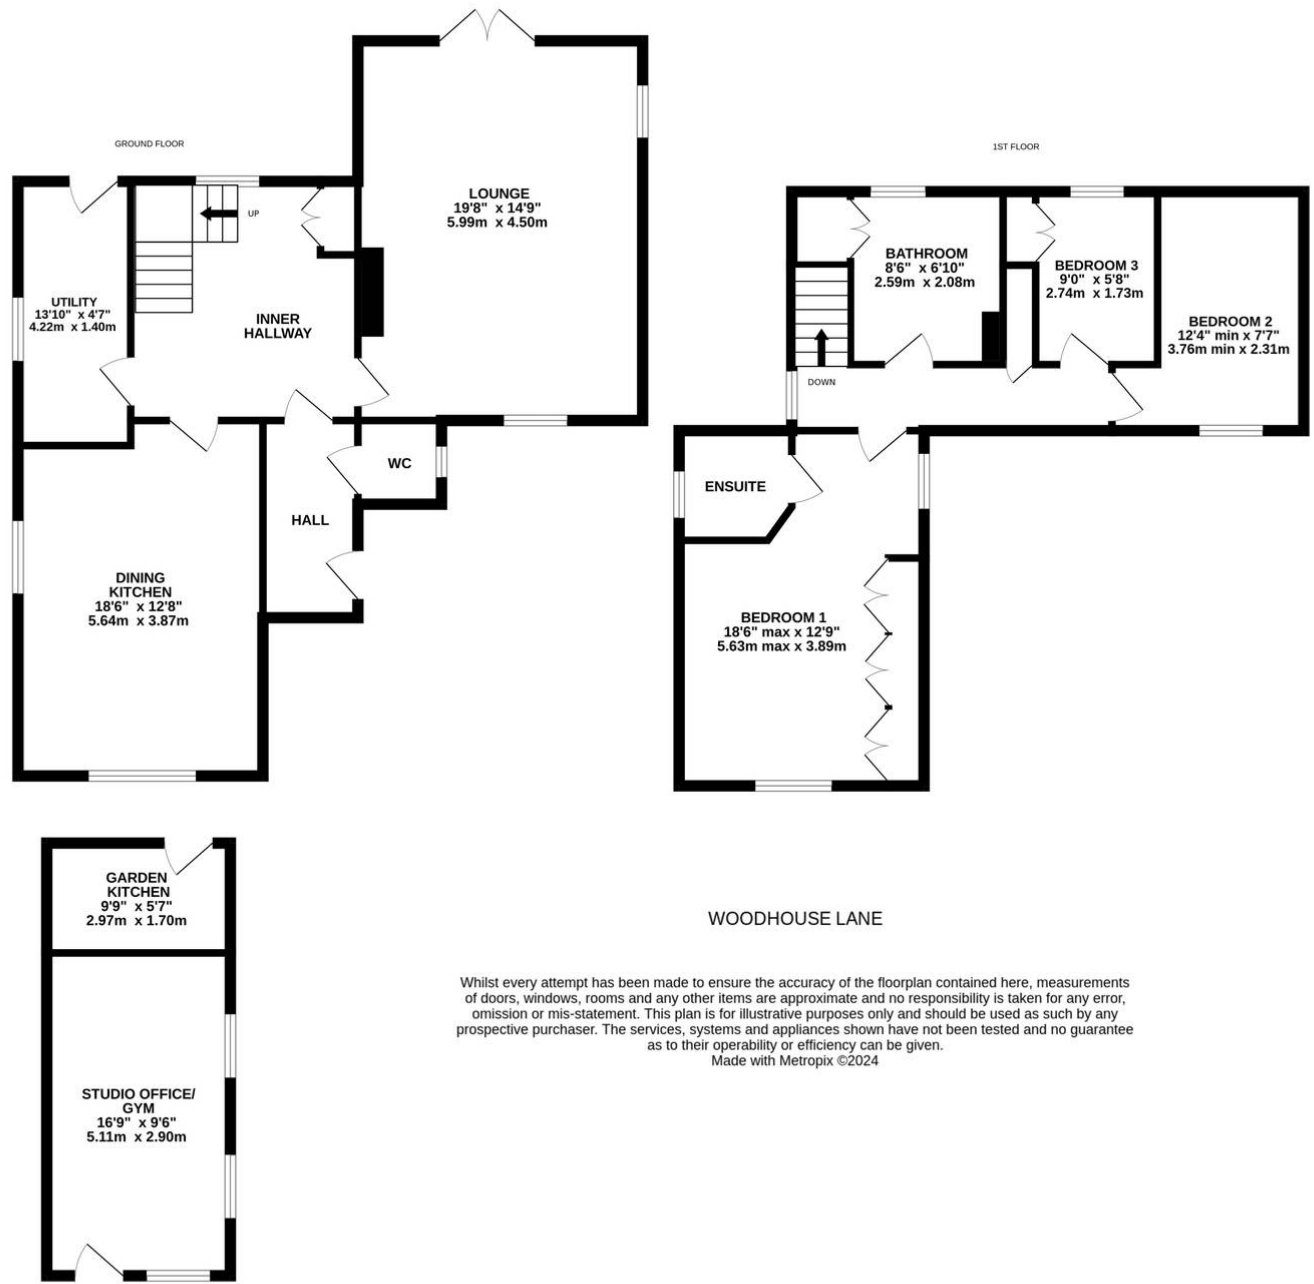 GROUND FLOOR
LOUNGE
19'8"  x 14'9"
5.99m  x 4.50m
UP
UTILITY
13'10"  x 4'7"
4.22m  x 1.40m
INNER
HALLWAY
WC
HALL
DINING
KITCHEN
18'6"  x 12'8"
5.64m  x 3.87m
1ST FLOOR
BATHROOM
8'6"  x 6'10"
2.59m  x 2.08m
BEDROOM 3
9'0"  x 5'8"
2.74m  x 1.73m
BEDROOM 2
12'4" min x 7'7"
3.76m min x 2.31m
DOWN
ENSUITE
BEDROOM 1
18'6" max x 12'9"
5.63m max x 3.89m
GARDEN
KITCHEN
9'9"  x 5'7"
2.97m  x 1.70m
STUDIO OFFICE/
GYM
16'9"  x 9'6"
5.11m  x 2.90m
WOODHOUSE LANE
Whilst every attempt has been made to ensure the accuracy of the floorplan contained here, measurements
of doors, windows, rooms and any other items are approximate and no responsibility is taken for any error,
omission or mis-statement. This plan is for illustrative purposes only and should be used as such by any
prospective purchaser. The services, systems and appliances shown have not been tested and no guarantee
as to their operability or efficiency can be given.
Made with Metropix ©2024